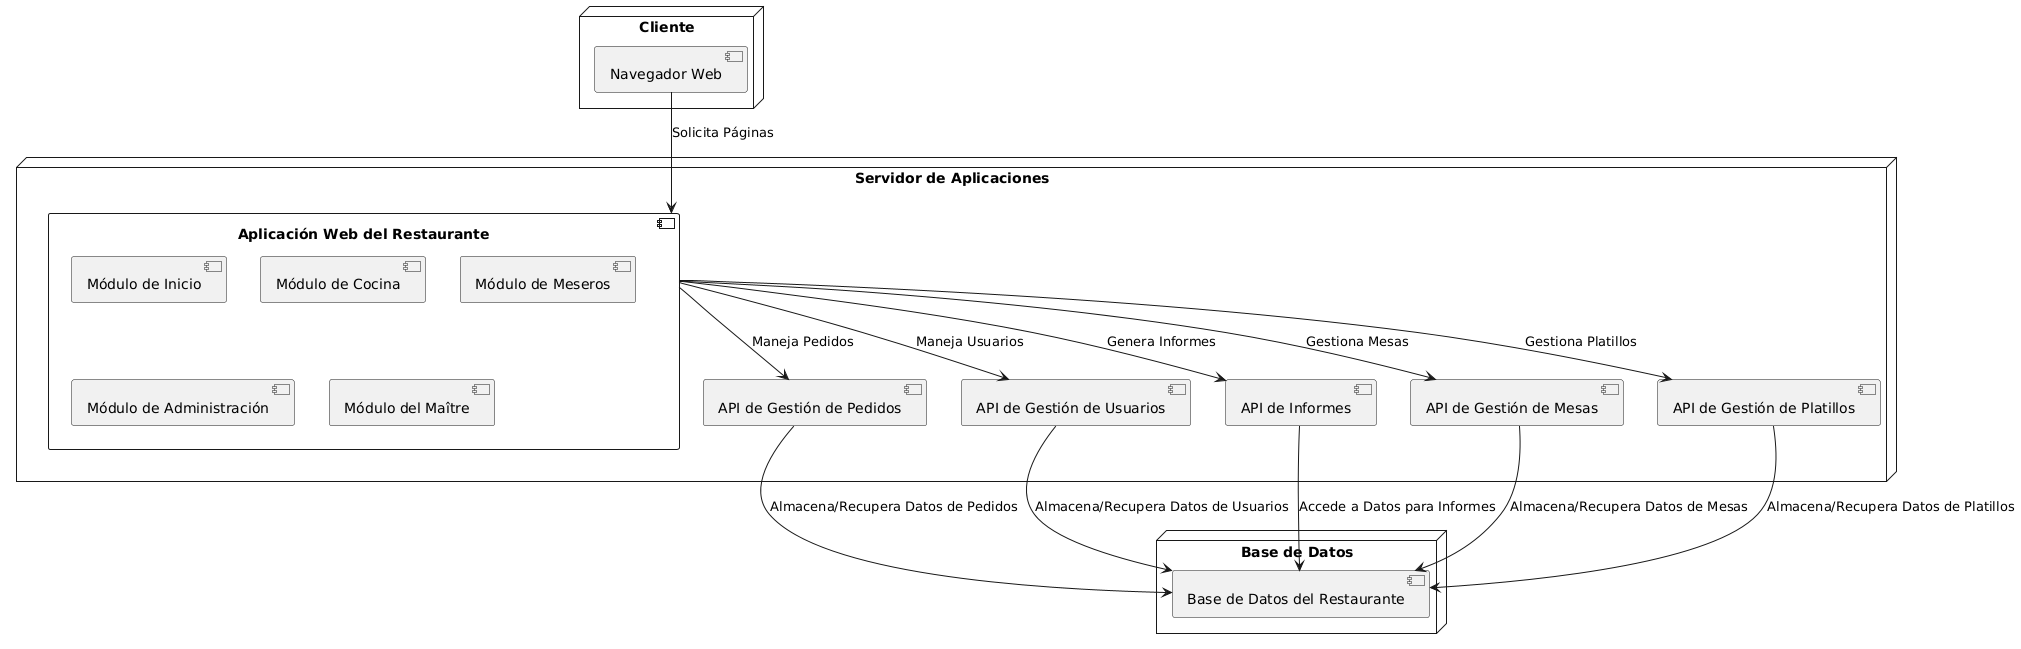 Cliente
Navegador Web
Solicita Páginas
Servidor de Aplicaciones
Aplicación Web del Restaurante
Módulo de Inicio
Módulo de Cocina
Módulo de Meseros
Módulo de Administración
Módulo del Maître
Maneja Pedidos
Maneja Usuarios
Genera Informes
Gestiona Mesas
Gestiona Platillos
API de Gestión de Pedidos
API de Gestión de Usuarios
API de Informes
API de Gestión de Mesas
API de Gestión de Platillos
Almacena/Recupera Datos de Pedidos
Almacena/Recupera Datos de Usuarios
Accede a Datos para Informes
Almacena/Recupera Datos de Mesas
Almacena/Recupera Datos de Platillos
Base de Datos
Base de Datos del Restaurante